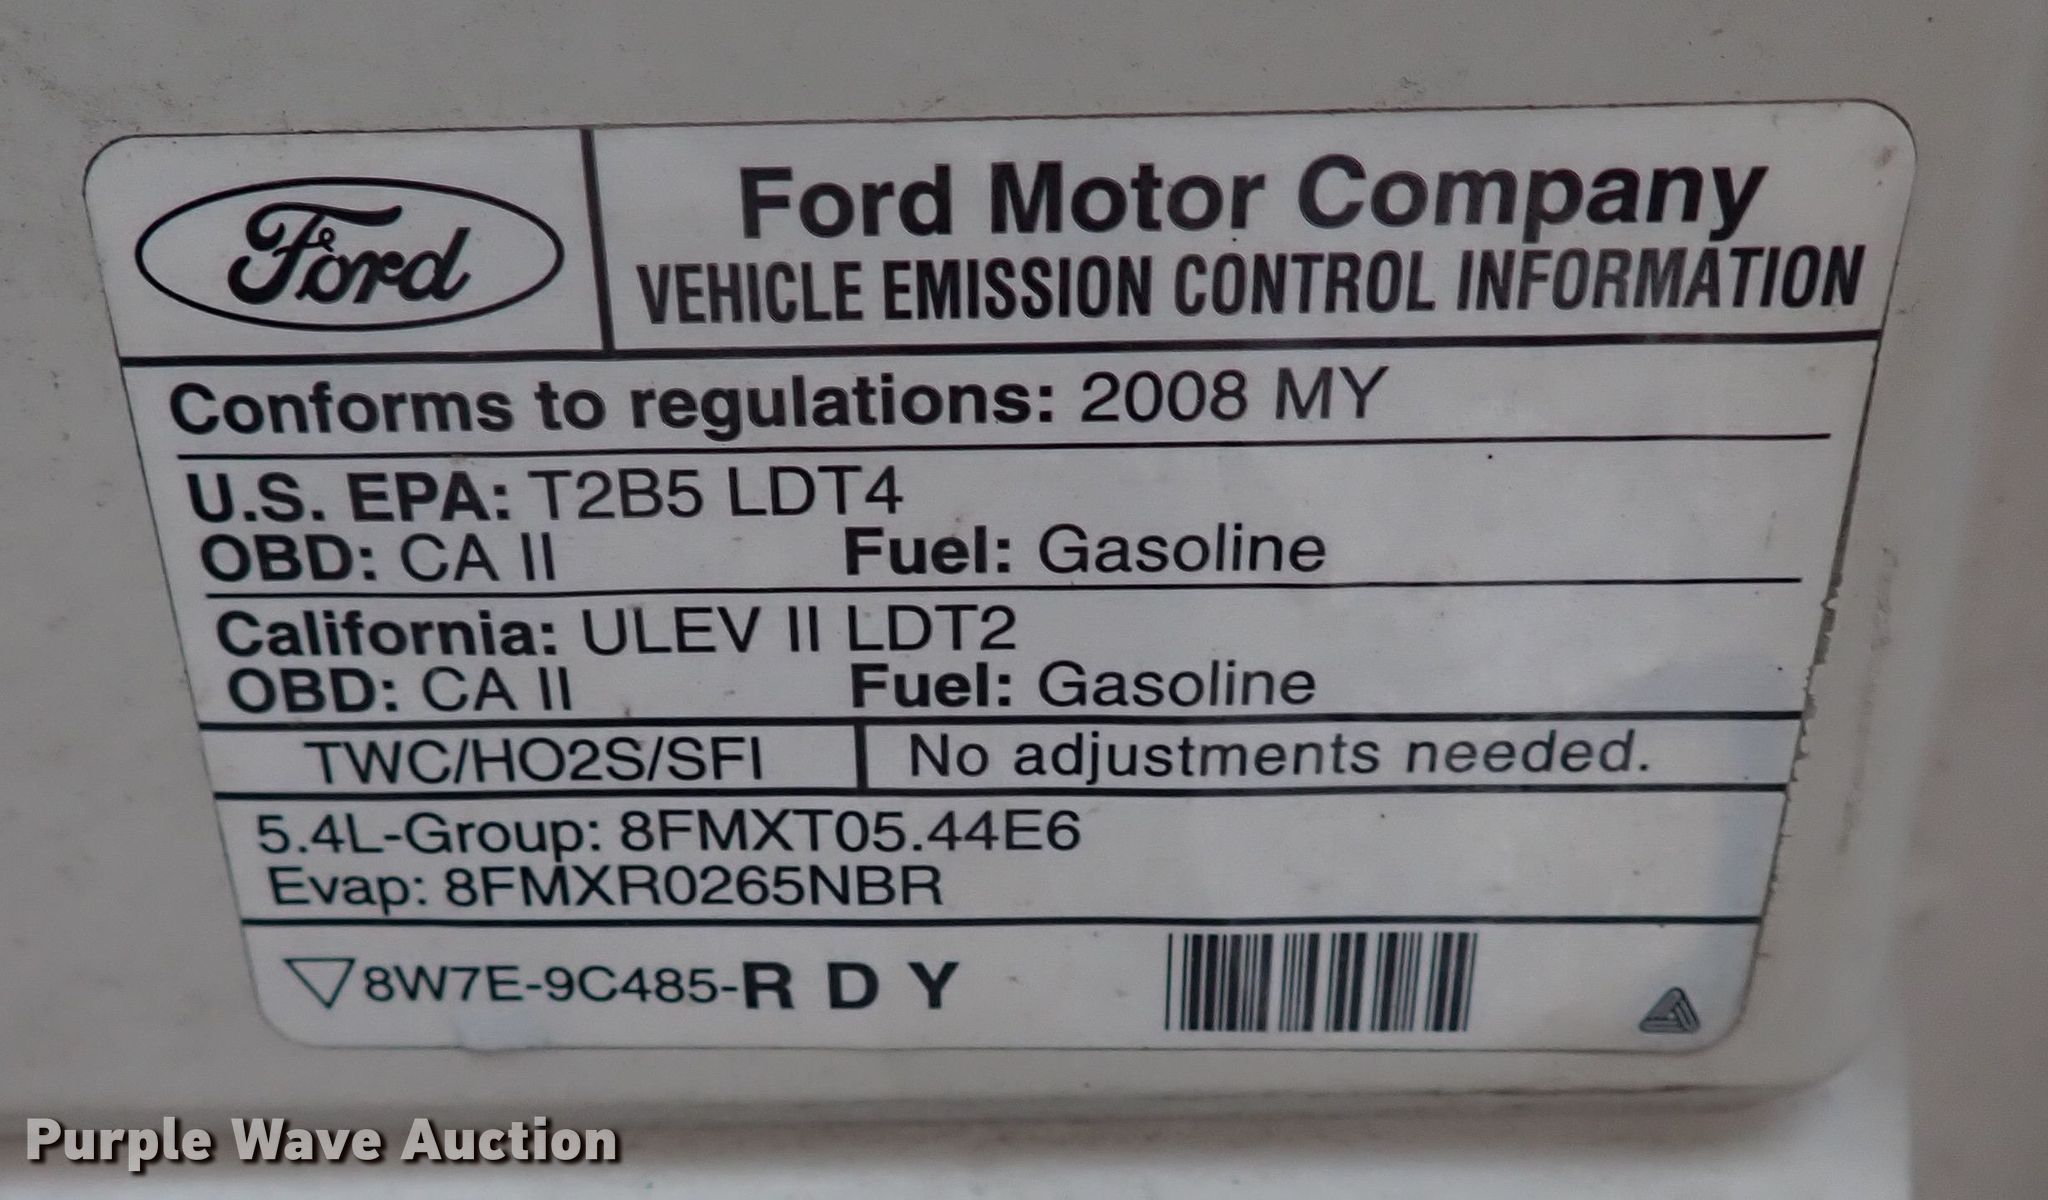 Ford
Ford Motor Company
VEHICLE EMISSION CONTROL INFORMATION
Conforms to regulations: 2008 MY
U.S. EPA: T2B5 LDT4
OBD: CA II Fuel: Gasoline
California: ULEV II LDT2
OBD: CA II Fuel: Gasoline
TWC/HO2S/SFI No adjustments needed.
5.4L-Group: 8FMXT05.44E6
Evap: 8FMXR0265NBR
8W7E-9C485-R D Y
Purple Wave Auction